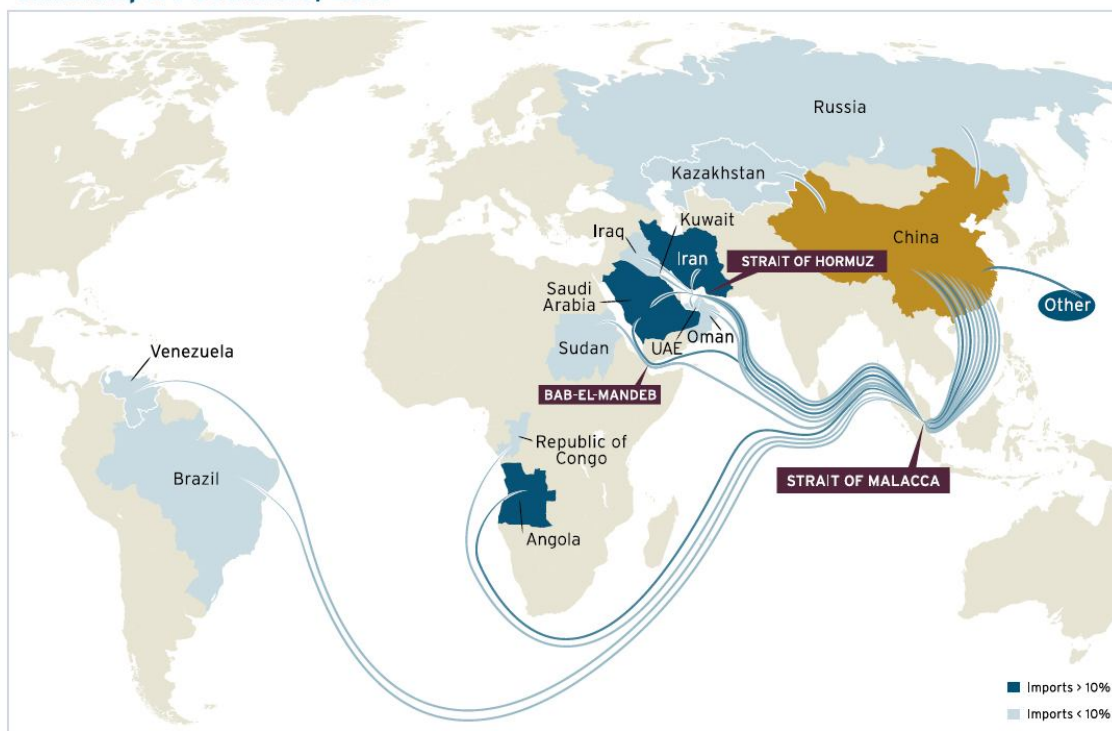 Russia
Kazakhstan
Kuwait
Iraq
Iran
China
STRAIT OF HORMUZ
Saudi
Arabia
Other
Oman
UAE
Sudan
Venezuela
BAB-EL-MANDEB
Republic of
Congo
Brazil
STRAIT OF MALACCA
Angola
Imports > 10%
Imports < 10%